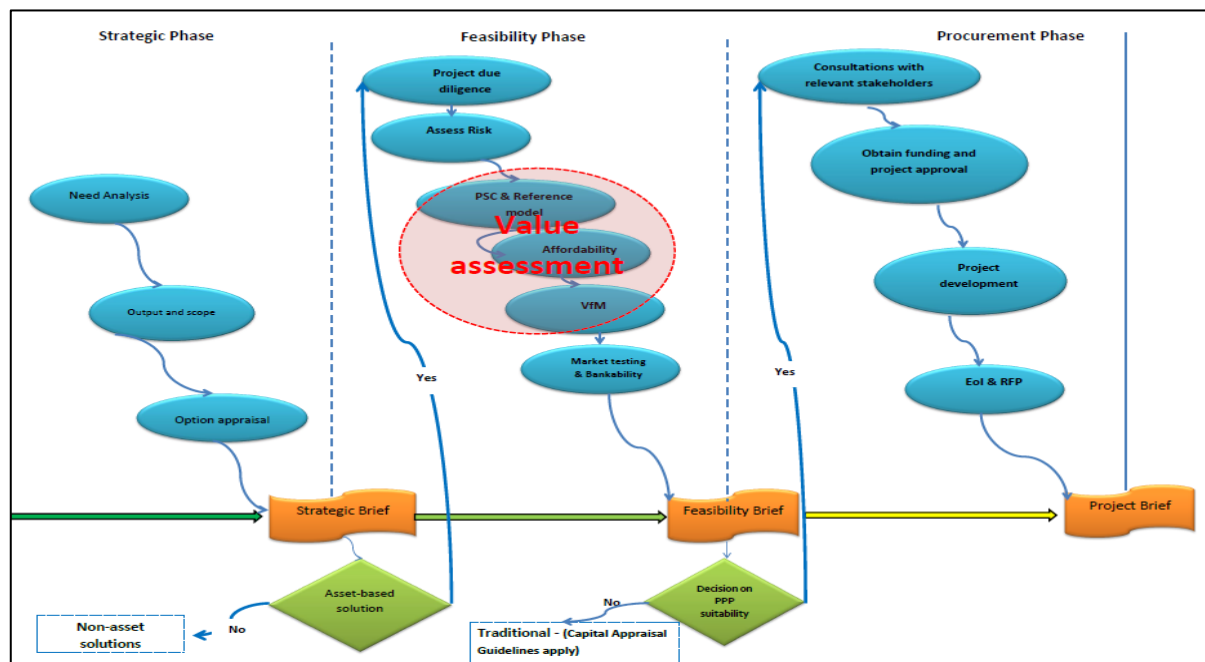 Strategic Phase
Feasibility Phase
Procurement Phase
Need Analysis
Output and scope
Option appraisal
Strategic Brief
Asset-based
solution
No
Non-asset
solutions
Yes
Project due
diligence
Assess Risk
PSC & Reference
model
Value
Affordability
assessment
VfM
Market testing
& Bankability
Feasibility Brief
Decision on
PPP
suitability
No
Traditional - (Capital Appraisal
Guidelines apply)
Yes
Consultations with
relevant stakeholders
Obtain funding and
project approval
Project
development
EoI & RFP
Project Brief